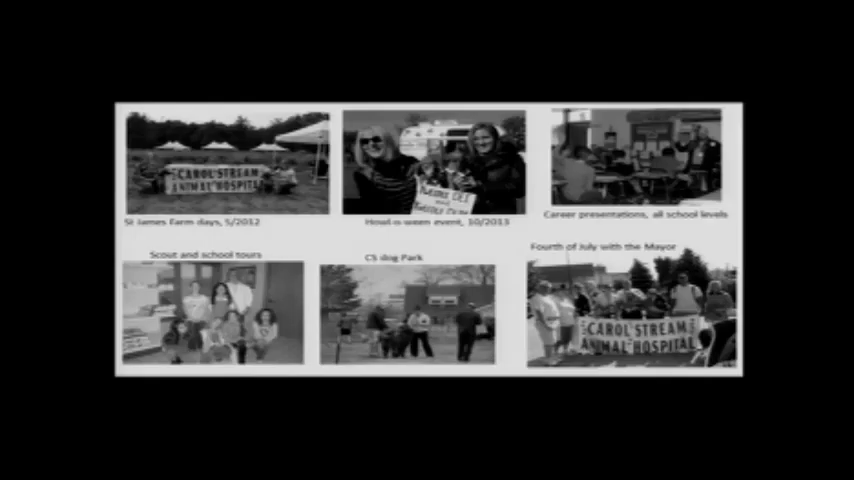 CAROL STREAM
ANIMAL HOSPITAL
St James Farm days, 5/2012
Howl-o-ween event, 10/2013
Career presentations, all school levels
Scout and school tours
CS dog Park
Fourth of July with the Mayor
CAROL STREAM
ANIMAL HOSPITAL